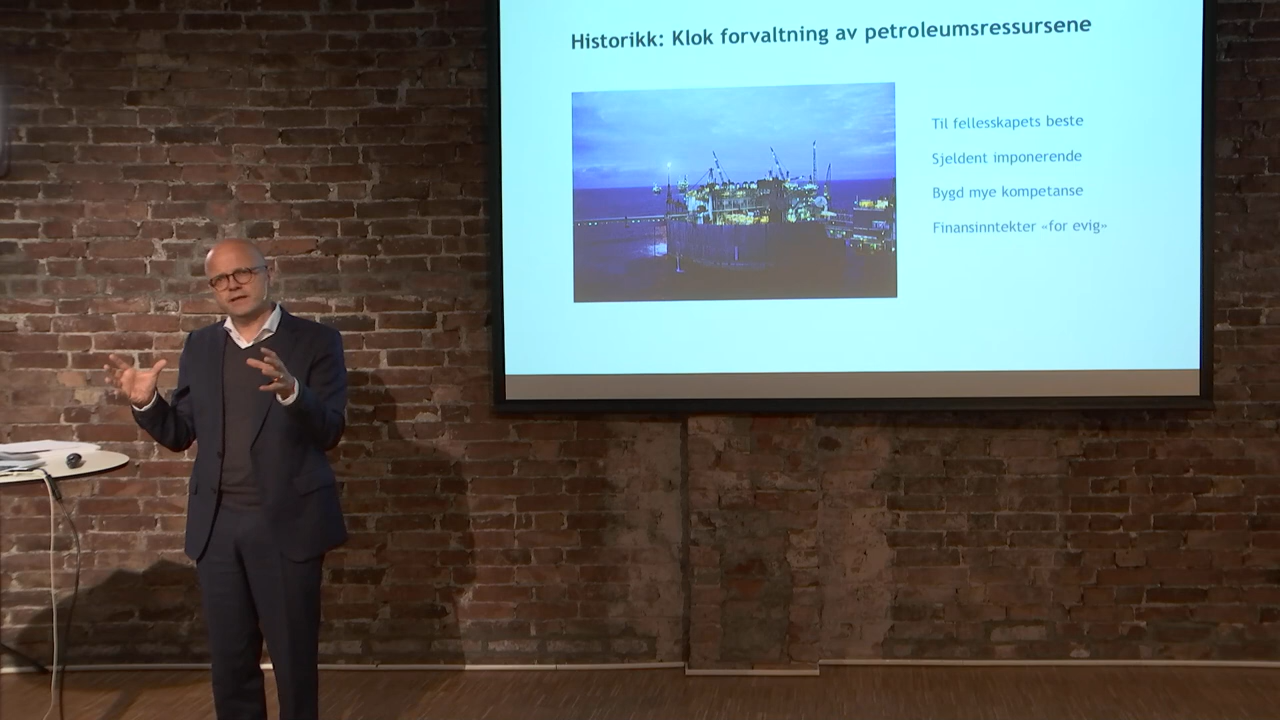 Historikk: Klok forvaltning av petroleumsressursene
Til fellesskapets beste
Sjeldent imponerende
Bygd mye kompetanse
Finansinntekter «for evig»